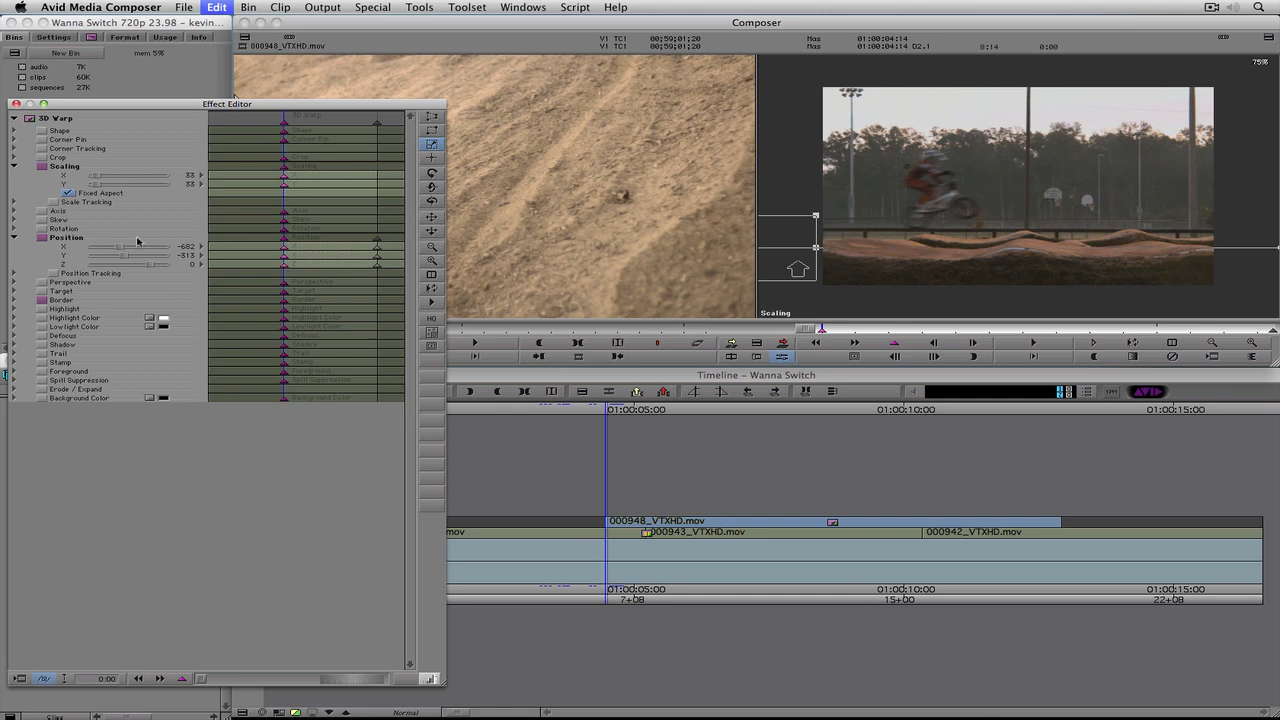 Avid Media Composer File Edit Bin Clip Output Special Tools Toolset Windows Script Help
Wanna Switch 720p 23.98 - kevin...
Composer
Bins Settings Format Usage Info
New Bin mem 5%
audio 7K
clips 60K
sequences 27K
000948_VTXHD.mov
V1 TC1 00;59;01;20
V1 TC1 00;59;01;20
Mas 01:00:04:14
Mas 01:00:04:14 D2.1 8:14 0:00
75%
Scaling
Effect Editor
3D Warp
Shape
Corner Pin
Corner Tracking
Crop
Scaling
X 33
Y 33
Fixed Aspect
Scale Tracking
Axis
Skew
Rotation
Position
X -682
Y -313
Z 0
Position Tracking
Perspective
Target
Border
Highlight
Highlight Color
Lowlight Color
Defocus
Shadow
Trail
Stamp
Foreground
Spill Suppression
Erode / Expand
Background Color
3D Warp
Shape
Corner Pin
Crop
Scaling
X
Y
Axis
Skew
Rotation
Position
X
Y
Z
Perspective
Target
Border
Highlight
Highlight Color
Lowlight Color
Defocus
Shadow
Trail
Stamp
Foreground
Spill Suppression
Background Color
HQ
0:00
Timeline - Wanna Switch
AVID
01:00:05:00 01:00:10:00 01:00:15:00
000948_VTXHD.mov
mov 000943_VTXHD.mov 000942_VTXHD.mov
01:00:05:00 01:00:10:00 01:00:15:00
7+08 15+00 22+08
Clips
Normal